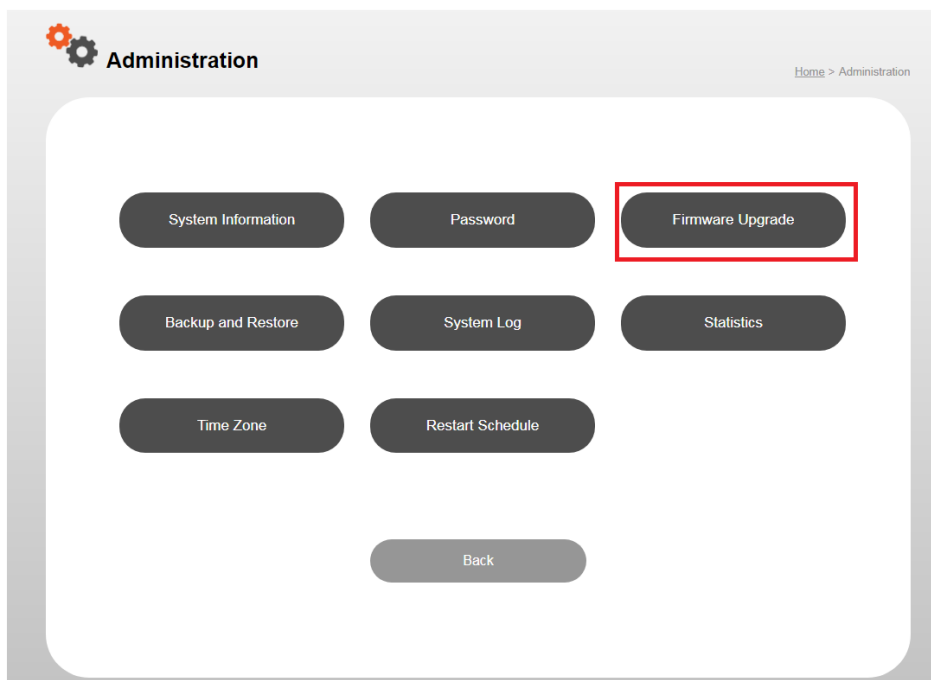 Administration
Home > Administration
System Information
Password
Firmware Upgrade
Backup and Restore
System Log
Statistics
Time Zone
Restart Schedule
Back